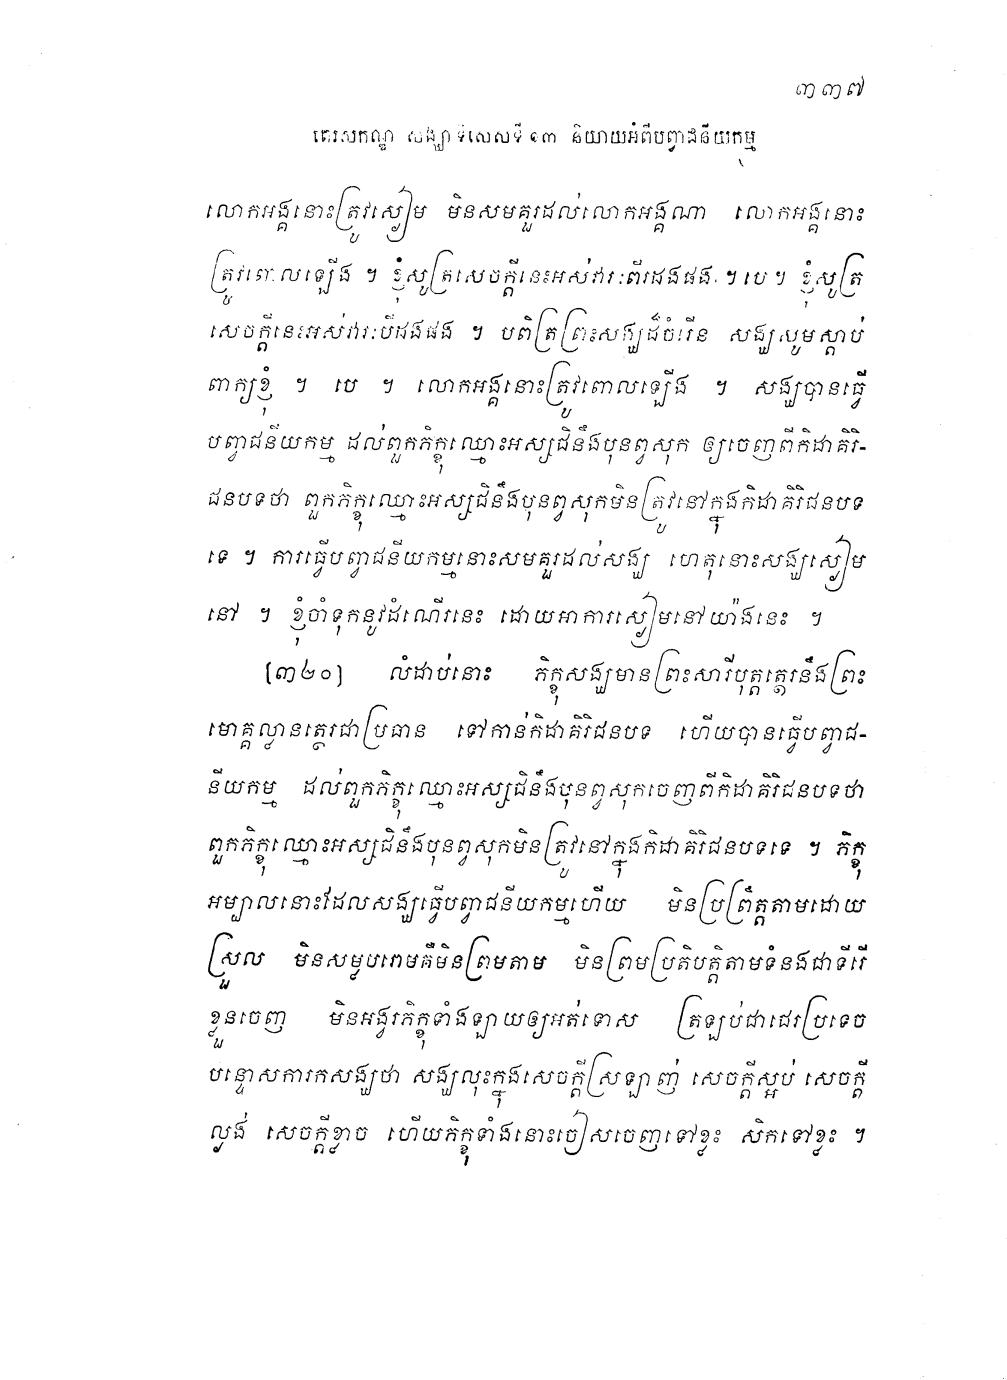 ៣៣៧
តេរសកណ្ឌ សង្ឃាទិសេសទី ១៣ និយាយអំពីបព្វាជនីយកម្ម
លោកអង្គនោះត្រូវស្ងៀម មិនសមគួរដល់លោកអង្គណា លោកអង្គនោះ
ត្រូវពោលឡើង ។ ខ្ញុំសូត្រសេចក្តីនេះអស់វារៈពីរដងផង ។ បេ ។ ខ្ញុំសូត្រ
សេចក្តីនេះអស់វារៈបីដងផង ។ បពិត្រព្រះសង្ឃដ៏ចំរើន សង្ឃសូមស្តាប់
ពាក្យខ្ញុំ ។ បេ ។ លោកអង្គនោះត្រូវពោលឡើង ។ សង្ឃបានធ្វើ
បព្វាជនីយកម្ម ដល់ពួកភិក្ខុឈ្មោះអស្សជិនឹងបុនព្វសុក ឲ្យចេញពីកិដាគិរិ-
ជនបទថា ពួកភិក្ខុឈ្មោះអស្សជិនឹងបុនព្វសុកមិនត្រូវនៅក្នុងកិដាគិរិជនបទ
ទេ ។ ការធ្វើបព្វាជនីយកម្មនោះសមគួរដល់សង្ឃ ហេតុនោះសង្ឃស្ងៀម
នៅ ។ ខ្ញុំចាំទុកនូវដំណើរនេះ ដោយអាការស្ងៀមនៅយ៉ាងនេះ ។
[៣៤០] លំដាប់នោះ ភិក្ខុសង្ឃមានព្រះសារីបុត្តត្ថេរនឹងព្រះ
មោគ្គល្លានត្ថេរជាប្រធាន ទៅកាន់កិដាគិរិជនបទ ហើយបានធ្វើបព្វាជ-
នីយកម្ម ដល់ពួកភិក្ខុឈ្មោះអស្សជិនឹងបុនព្វសុកចេញពីកិដាគិរិជនបទថា
ពួកភិក្ខុឈ្មោះអស្សជិនឹងបុនព្វសុកមិនត្រូវនៅក្នុងកិដាគិរិជនបទទេ ។ ភិក្ខុ
អម្បាលនោះដែលសង្ឃធ្វើបព្វាជនីយកម្មហើយ មិនប្រព្រឹត្តតាមដោយ
ស្រួល មិនសម្លបរោមគឺមិនព្រមតាម មិនព្រមប្រតិបត្តិតាមទំនងជាទីរើ
ខ្លួនចេញ មិនអង្វរភិក្ខុទាំងឡាយឲ្យអត់ទោស ត្រឡប់ជាជេរប្រទេច
បន្ទោសការកសង្ឃថា សង្ឃលុះក្នុងសេចក្តីស្រឡាញ់ សេចក្តីស្អប់ សេចក្តី
ល្ងង់ សេចក្តីខ្លាច ហើយភិក្ខុទាំងនោះចៀសចេញទៅខ្លះ សឹកទៅខ្លះ ។